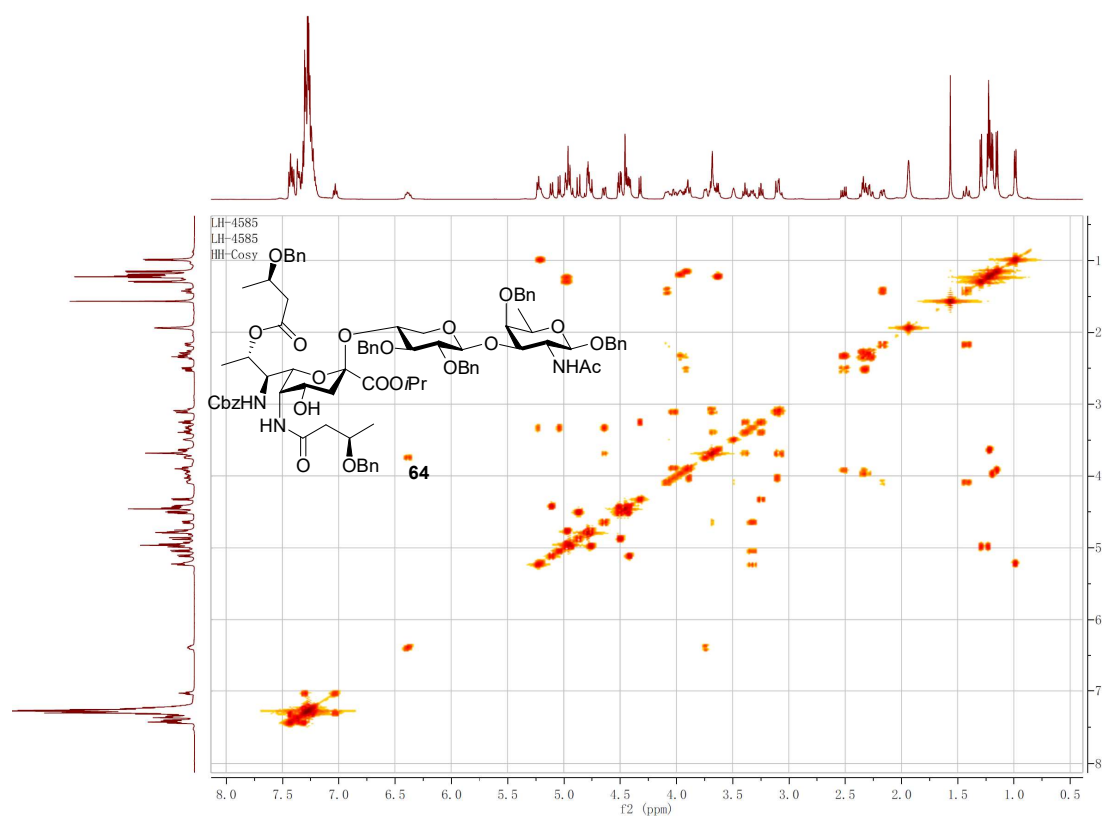 LH-4585
LH-4585
HH-Cosy
OBn
O
O
O
OBn
BnO
O
OBn
O
O
O
OBn
NHAc
O
COOiPr
OH
CbzHN
HN
O
OBn
64
1
2
3
4
5
6
7
8
8.0 7.5 7.0 6.5 6.0 5.5 5.0 4.5 4.0 3.5 3.0 2.5 2.0 1.5 1.0 0.5
f2 (ppm)